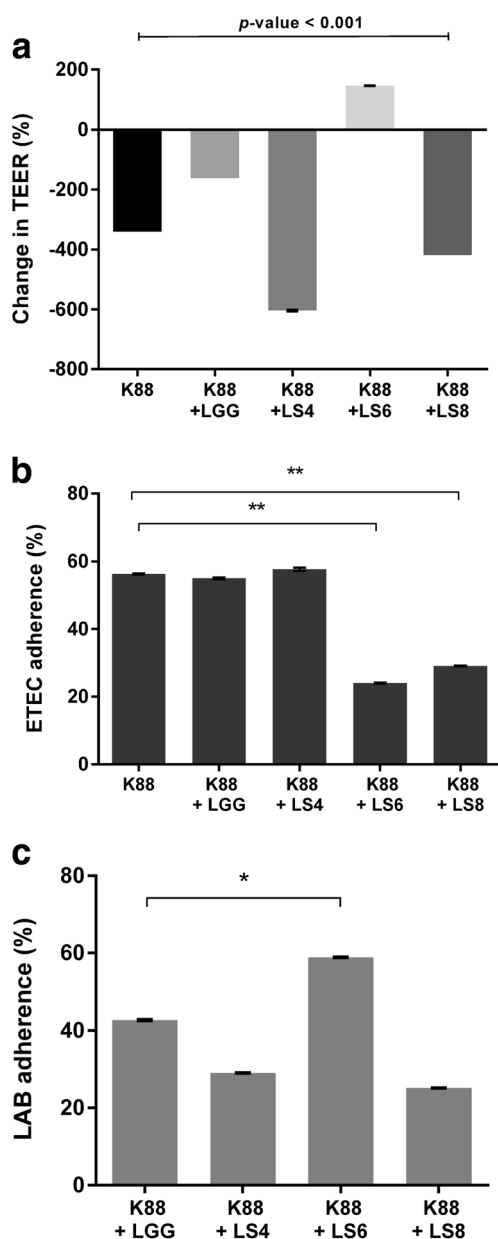 a
p-value < 0.001
Change in TEER (%)
200
0
-200
-400
-600
-800
K88 K88 K88 K88 K88
+LGG +LS4 +LS6 +LS8
b
**
**
ETEC adherence (%)
80
60
40
20
0
K88 K88 K88 K88 K88
+ LGG + LS4 + LS6 + LS8
c
*
LAB adherence (%)
80
60
40
20
0
K88 K88 K88 K88
+ LGG + LS4 + LS6 + LS8